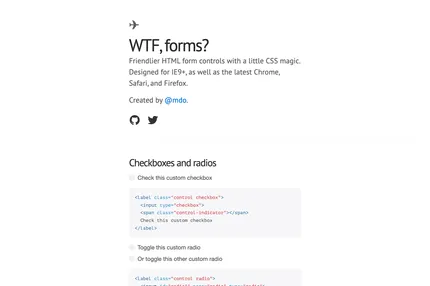 WTF, forms?
Friendlier HTML form controls with a little CSS magic.
Designed for IE9+, as well as the latest Chrome,
Safari, and Firefox.
Created by @mdo.
Checkboxes and radios
Check this custom checkbox
<label class="control checkbox">
<input type="checkbox">
<span class="control-indicator"></span>
Check this custom checkbox
</label>
Toggle this custom radio
Or toggle this other custom radio
<label class="control radio">